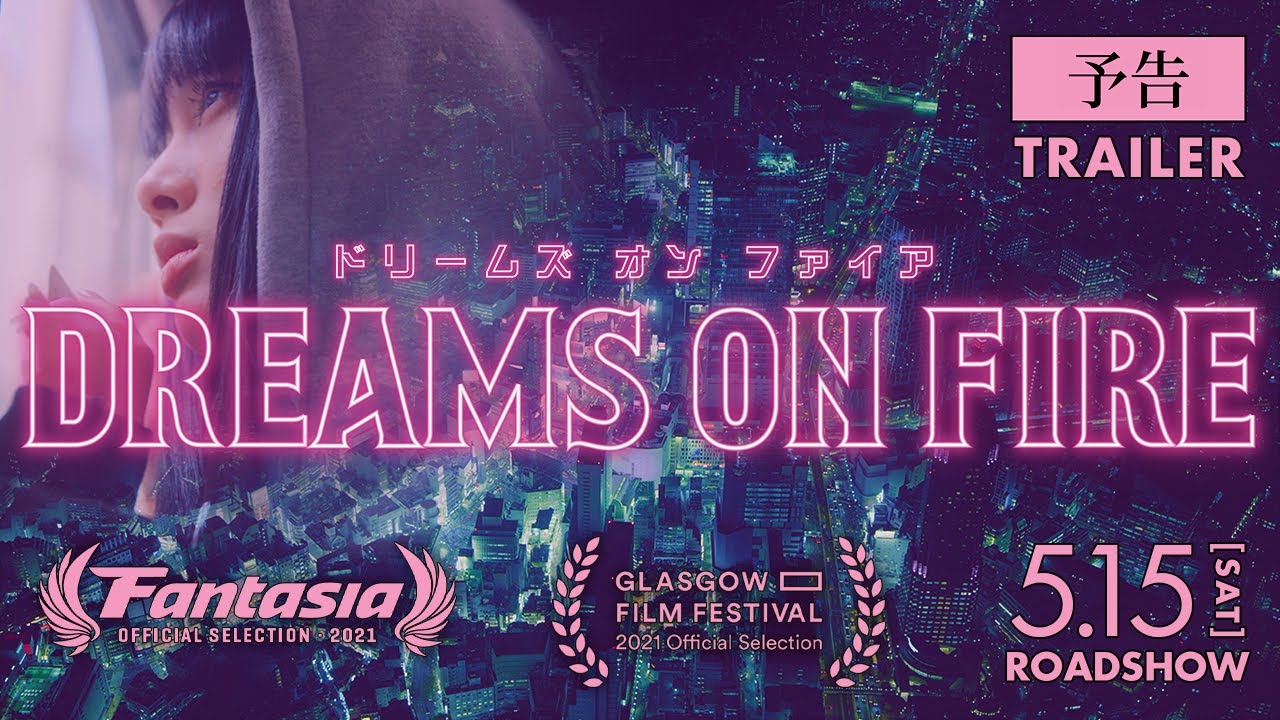 予告
TRAILER
ドリームズ オン ファイア
DREAMS ON FIRE
Fantasia
OFFICIAL SELECTION · 2021
GLASGOW
FILM FESTIVAL
2021 Official Selection
5.15 [SAT]
ROADSHOW